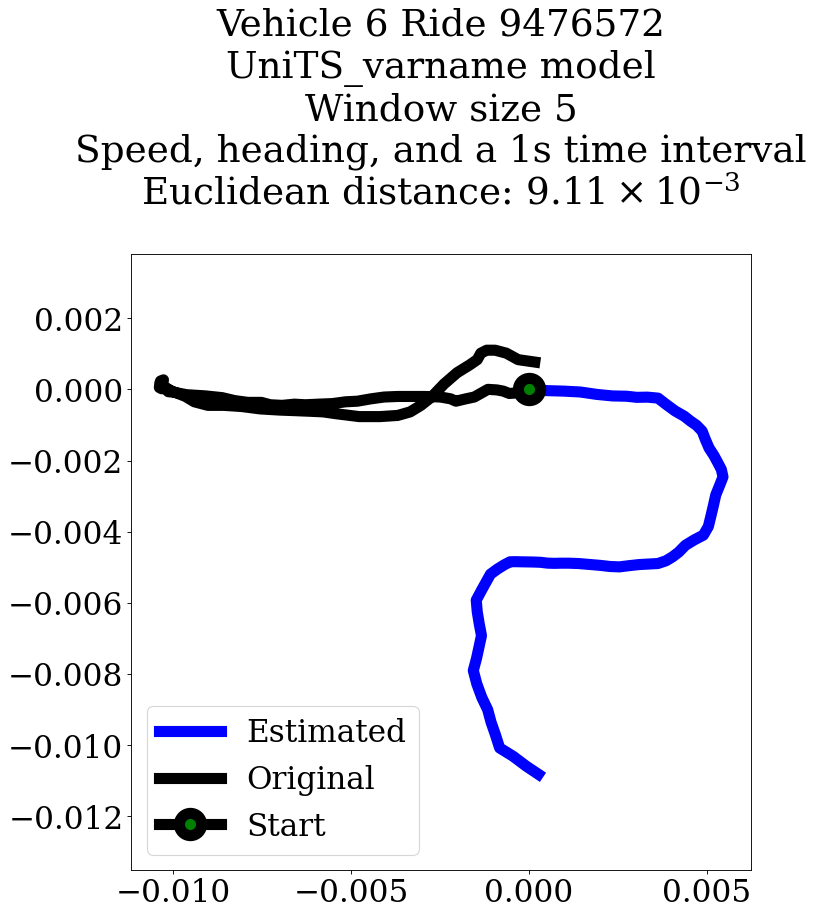 Vehicle 6 Ride 9476572
UniTS_varname model
Window size 5
Speed, heading, and a 1s time interval
Euclidean distance: 9.11 × 10⁻³
0.002
0.000
−0.002
−0.004
−0.006
−0.008
−0.010
−0.012
Estimated
Original
Start
−0.010 −0.005 0.000 0.005